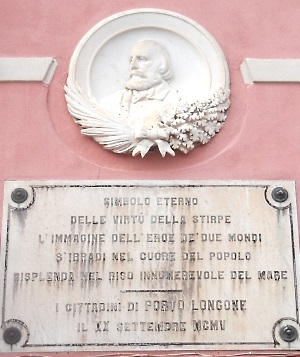 SIMBOLO ETERNO
DELLE VIRTÚ DELLA STIRPE
L'IMMAGINE DELL'EROE DE'DUE MONDI
S'IRRADI NEL CUORE DEL POPOLO
RISPLENDA NEL RISO INNUMEREVOLE DEL MARE
I CITTADINI DI PORTO LONGONE
IL XX SETTEMBRE MCMV